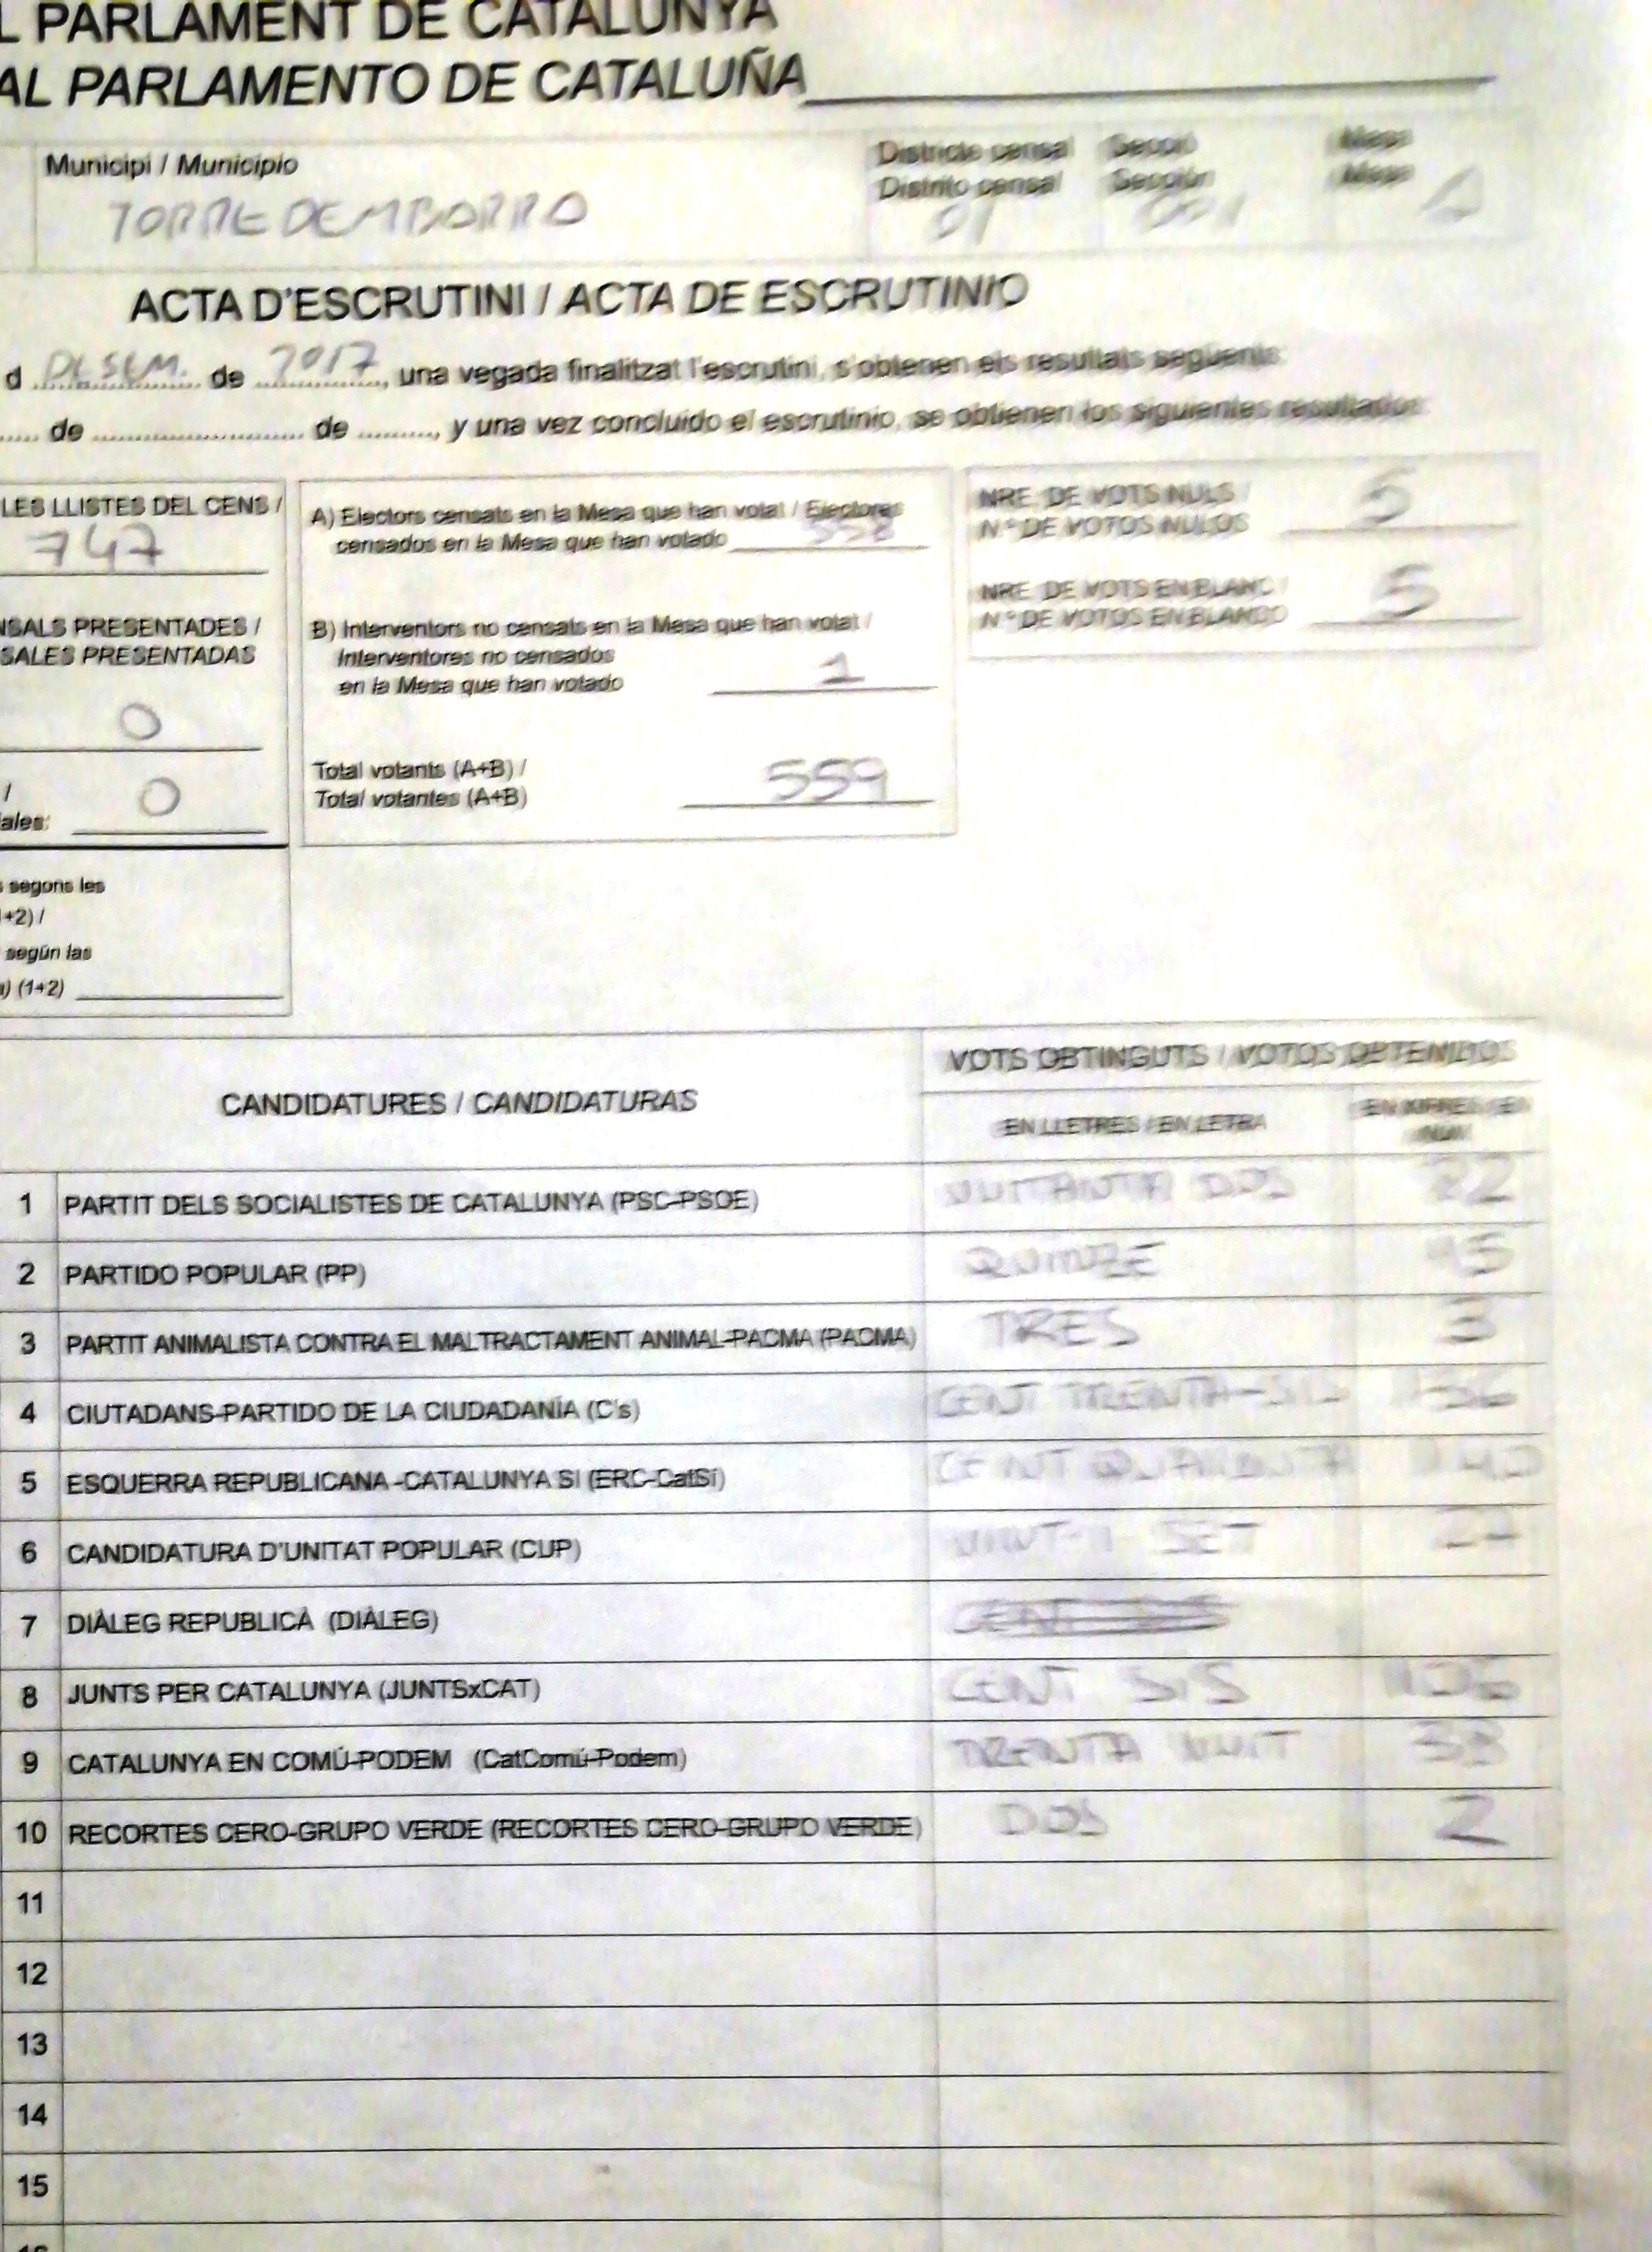 L PARLAMENT DE CATALUNYA
AL PARLAMENTO DE CATALUÑA
Municipi / Municipio
Districte censal Secció Mesa
Distrito censal Sección Mesa
TORREDEMBARRA 01 001 A
ACTA D'ESCRUTINI / ACTA DE ESCRUTINIO
d DESEM. de 2017, una vegada finalitzat l'escrutini, s'obtenen els resultats següents:
de de , y una vez concluido el escrutinio, se obtienen los siguientes resultados:
LES LLISTES DEL CENS /
747
NSALS PRESENTADES /
SALES PRESENTADAS
0
/
ales: 0
s segons les
+2) /
según las
) (1+2)
A) Electors censats en la Mesa que han votat / Electores
censados en la Mesa que han votado 558
B) Interventors no censats en la Mesa que han votat /
Interventores no censados
en la Mesa que han votado 1
Total votants (A+B) /
Total votantes (A+B) 559
NRE. DE VOTS NULS /
N.º DE VOTOS NULOS 5
NRE. DE VOTS EN BLANC /
N.º DE VOTOS EN BLANCO 5
CANDIDATURES / CANDIDATURAS
VOTS OBTINGUTS / VOTOS OBTENIDOS
EN LLETRES / EN LETRA
EN XIFRES / EN
NÚM
1 PARTIT DELS SOCIALISTES DE CATALUNYA (PSC-PSOE) VUITANTA DOS 82
2 PARTIDO POPULAR (PP) QUINZE 15
3 PARTIT ANIMALISTA CONTRA EL MALTRACTAMENT ANIMAL-PACMA (PACMA) TRES 3
4 CIUTADANS-PARTIDO DE LA CIUDADANÍA (C's) CENT TRENTA-SIS 136
5 ESQUERRA REPUBLICANA -CATALUNYA SI (ERC-CatSí) CENT QUARANTA 140
6 CANDIDATURA D'UNITAT POPULAR (CUP) VINT-I SET 27
7 DIÀLEG REPUBLICÀ (DIÀLEG) CENT SIS
8 JUNTS PER CATALUNYA (JUNTSxCAT) CENT SIS 106
9 CATALUNYA EN COMÚ-PODEM (CatComú-Podem) TRENTA VUIT 38
10 RECORTES CERO-GRUPO VERDE (RECORTES CERO-GRUPO VERDE) DOS 2
11
12
13
14
15